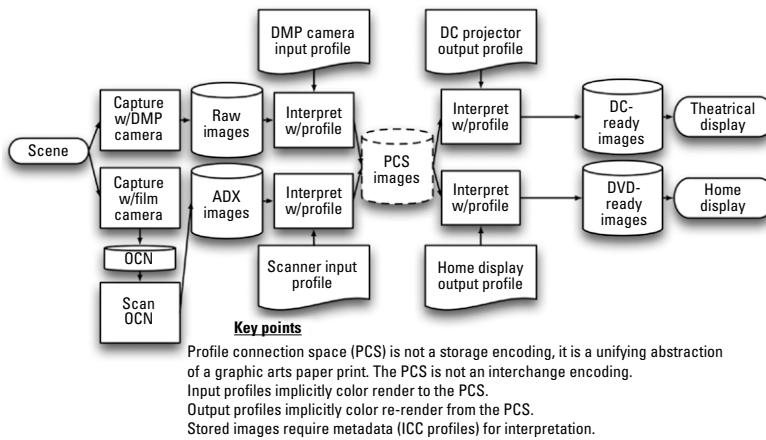 DMP camera
input profile
DC projector
output profile
Capture
w/DMP
camera
Raw
images
Interpret
w/profile
Interpret
w/profile
DC-
ready
images
Theatrical
display
Scene
PCS
images
Capture
w/film
camera
ADX
images
Interpret
w/profile
Interpret
w/profile
DVD-
ready
images
Home
display
OCN
Scan
OCN
Scanner input
profile
Home display
output profile
Key points
Profile connection space (PCS) is not a storage encoding, it is a unifying abstraction
of a graphic arts paper print. The PCS is not an interchange encoding.
Input profiles implicitly color render to the PCS.
Output profiles implicitly color re-render from the PCS.
Stored images require metadata (ICC profiles) for interpretation.